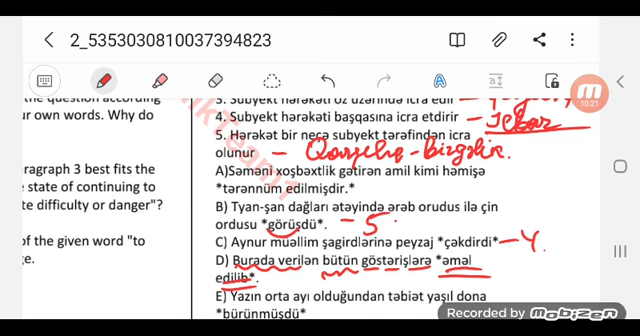 2_5353030810037394823
10:21
the question according
ur own words. Why do
ragraph 3 best fits the
state of continuing to
te difficulty or danger"?
of the given word "to
ge.
3. Subyekt hərəkəti öz üzərində icra edir
4. Subyekt hərəkəti başqasına icra etdirir - İcbar
5. Hərəkət bir neçə subyekt tərəfindən icra
olunur - Qarşılıq-Birgəlik.
A)Səməni xoşbəxtlik gətirən amil kimi həmişə
*tərənnüm edilmişdir.*
B) Tyan-şan dağları ətəyində ərəb orudus ilə çin
ordusu *görüşdü*. - 5
C) Aynur müəllim şagirdlərinə peyzaj *çəkdirdi* - 4.
D) Burada verilən bütün göstərişlərə *əməl
edilib*.
E) Yazın orta ayı olduğundan təbiət yaşıl dona
*bürünmüşdü*
Recorded by Mobizen